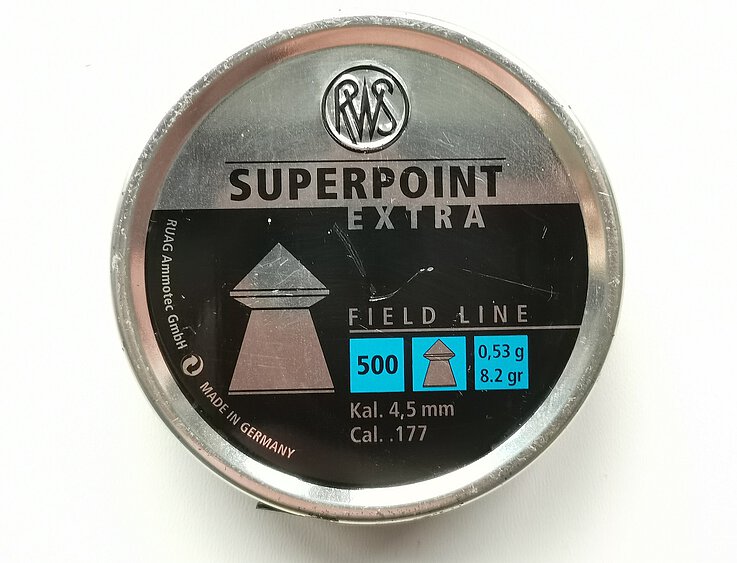 RWS
SUPERPOINT
EXTRA
FIELD LINE
500
0,53 g
8.2 gr
Kal. 4,5 mm
Cal. .177
RUAG Ammotec GmbH
MADE IN GERMANY